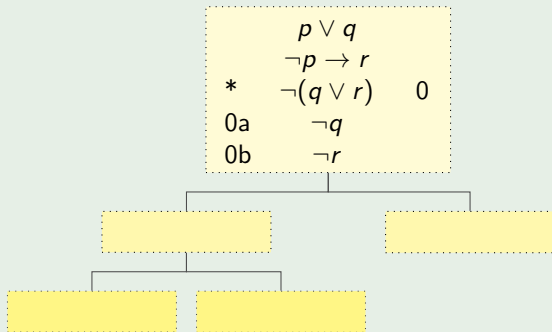 p ∨ q
¬p → r
* ¬(q ∨ r) 0
0a ¬q
0b ¬r